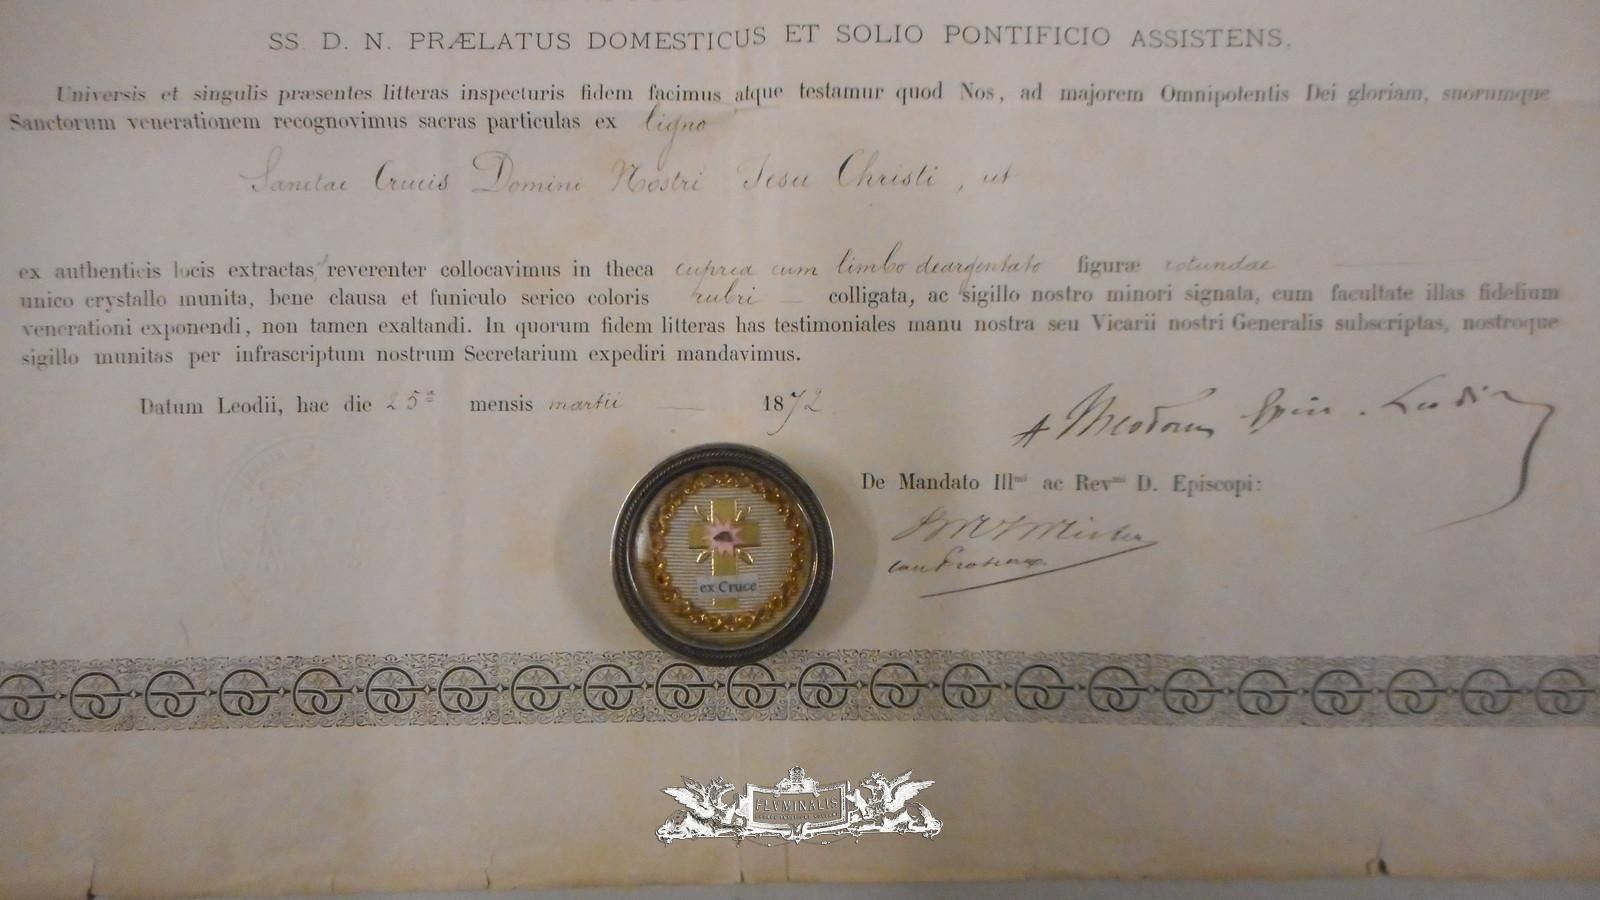 SS. D. N. PRÆLATUS DOMESTICUS ET SOLIO PONTIFICIO ASSISTENS.
Universis et singulis præsentes litteras inspecturis fidem facimus atque testamur quod Nos, ad majorem Omnipotentis Dei gloriam, suorumque
Sanctorum venerationem recognovimus sacras particulas ex ligno
Sanctae Crucis Domini Nostri Jesu Christi, ut
ex authenticis locis extractas, reverenter collocavimus in theca cuprea cum limbo deargentato figuræ rotundae
unico crystallo munita, bene clausa et funiculo serico coloris rubri colligata, ac sigillo nostro minori signata, cum facultate illas fidelium
venerationi exponendi, non tamen exaltandi. In quorum fidem litteras has testimoniales manu nostra seu Vicarii nostri Generalis subscriptas, nostroque
sigillo munitas per infrascriptum nostrum Secretarium expediri mandavimus.
Datum Leodii, hac die 25ª mensis martii 1872
De Mandato Illmi ac Revmi D. Episcopi:
ex Cruce
FLVMINALIS